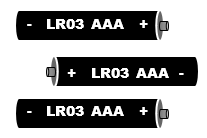 - LR03 AAA +
+ LR03 AAA -
- LR03 AAA +